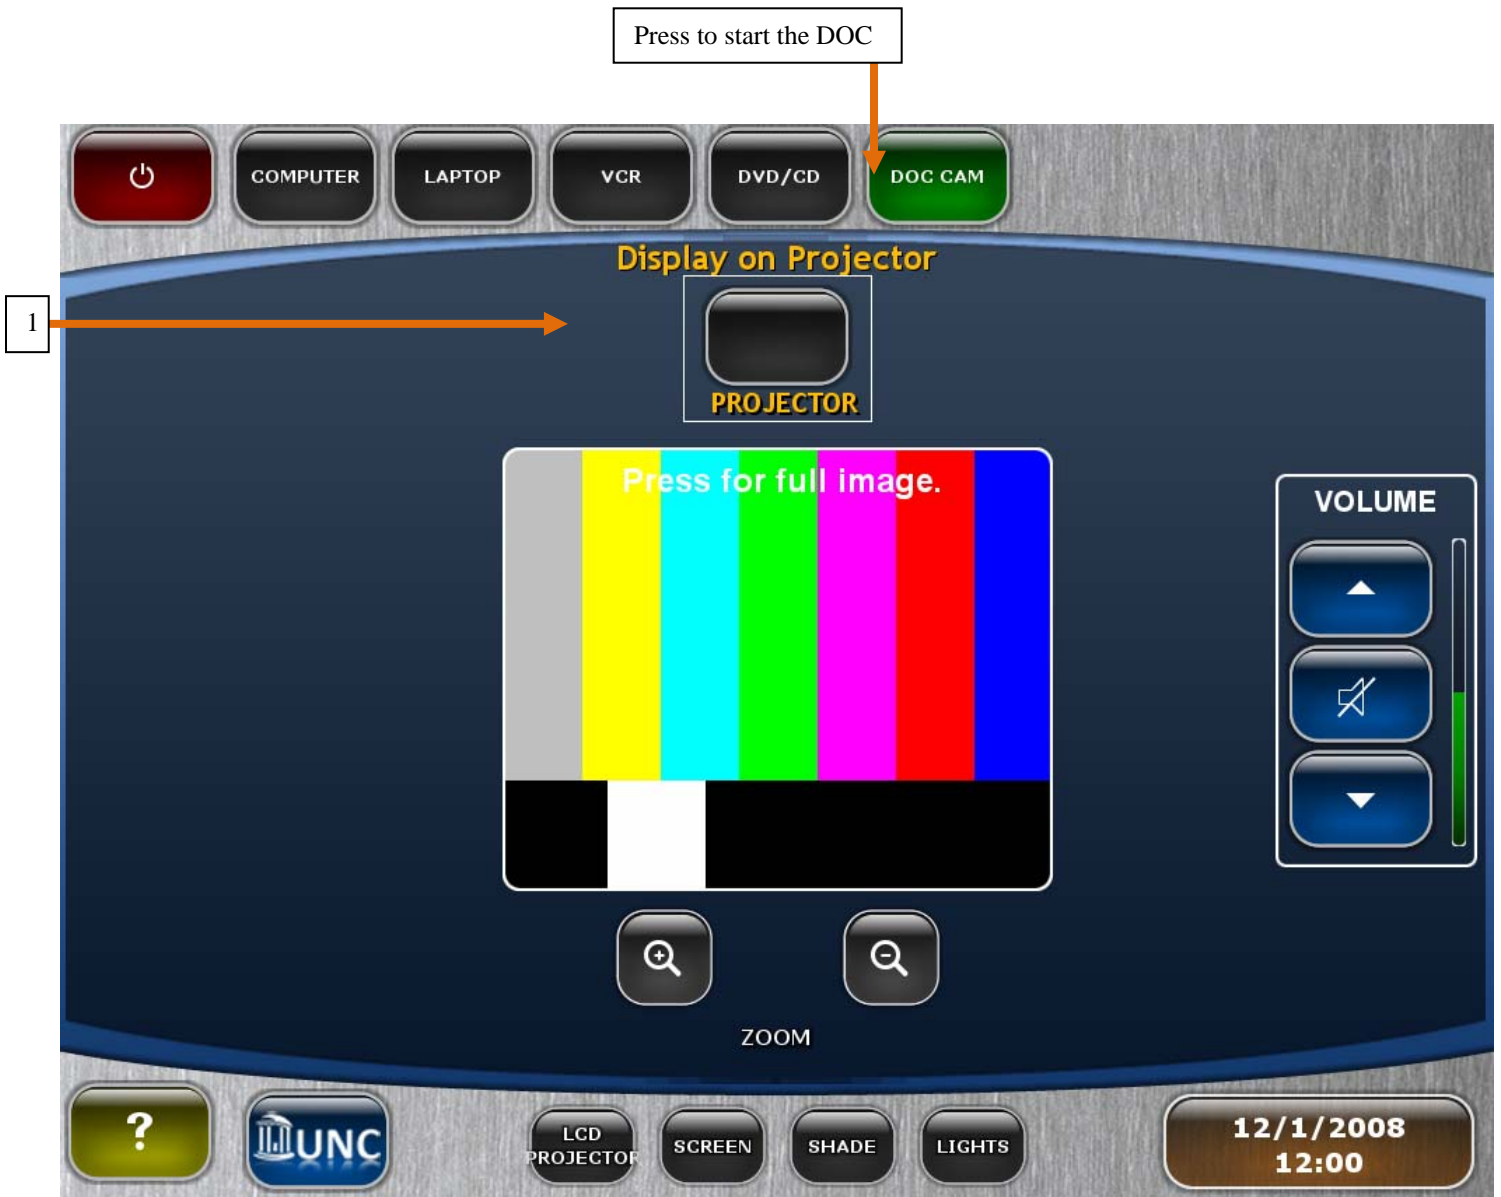 Press to start the DOC
COMPUTER
LAPTOP
VCR
DVD/CD
DOC CAM
Display on Projector
1
PROJECTOR
Press for full image.
VOLUME
ZOOM
?
UNC
LCD
PROJECTOR
SCREEN
SHADE
LIGHTS
12/1/2008
12:00